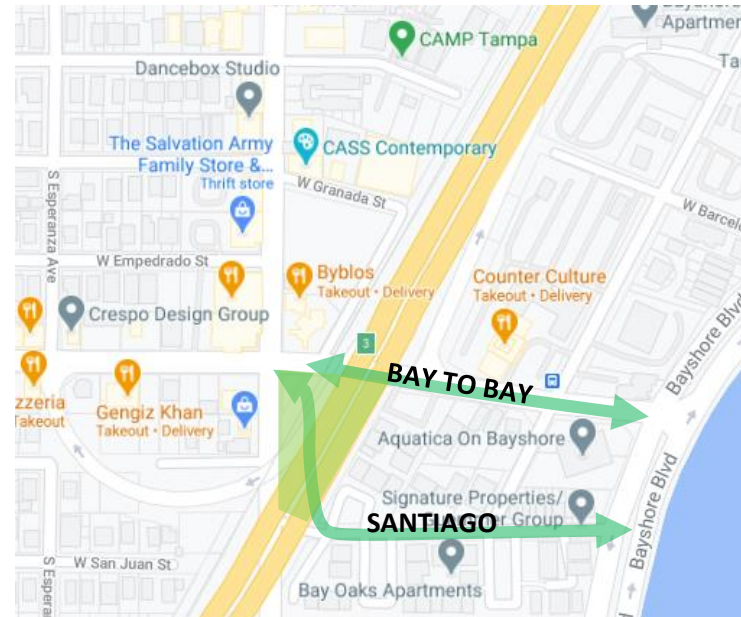 Apartmen
Ta
CAMP Tampa
Dancebox Studio
The Salvation Army
Family Store &...
Thrift store
CASS Contemporary
W Granada St
S Esperanza Ave
W Barcelo
W Empedrado St
Byblos
Takeout • Delivery
Counter Culture
Takeout • Delivery
Crespo Design Group
3
Bayshore Blvd
BAY TO BAY
zzeria
Takeout
Gengiz Khan
Takeout • Delivery
Aquatica On Bayshore
Bayshore Blvd
Signature Properties/
Group
SANTIAGO
W San Juan St
S Esperan
Bay Oaks Apartments
d